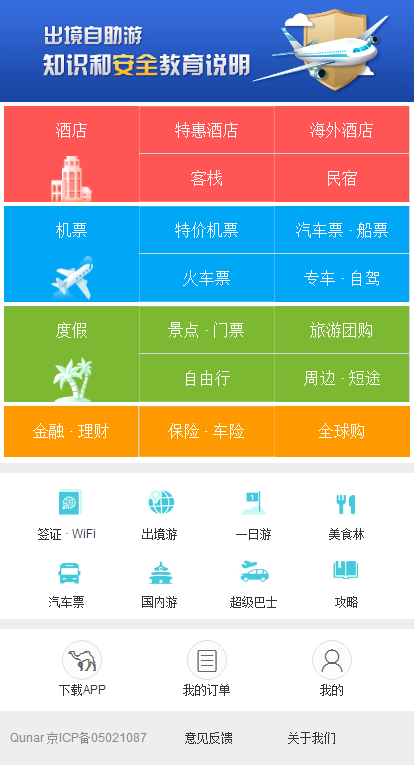 出境自助游
知识和安全教育说明
酒店 特惠酒店 海外酒店
客栈 民宿
机票 特价机票 汽车票 · 船票
火车票 专车 · 自驾
度假 景点 · 门票 旅游团购
自由行 周边 · 短途
金融 · 理财 保险 · 车险 全球购
签证 · WiFi 出境游 一日游 美食林
汽车票 国内游 超级巴士 攻略
下载APP 我的订单 我的
Qunar 京ICP备05021087 意见反馈 关于我们